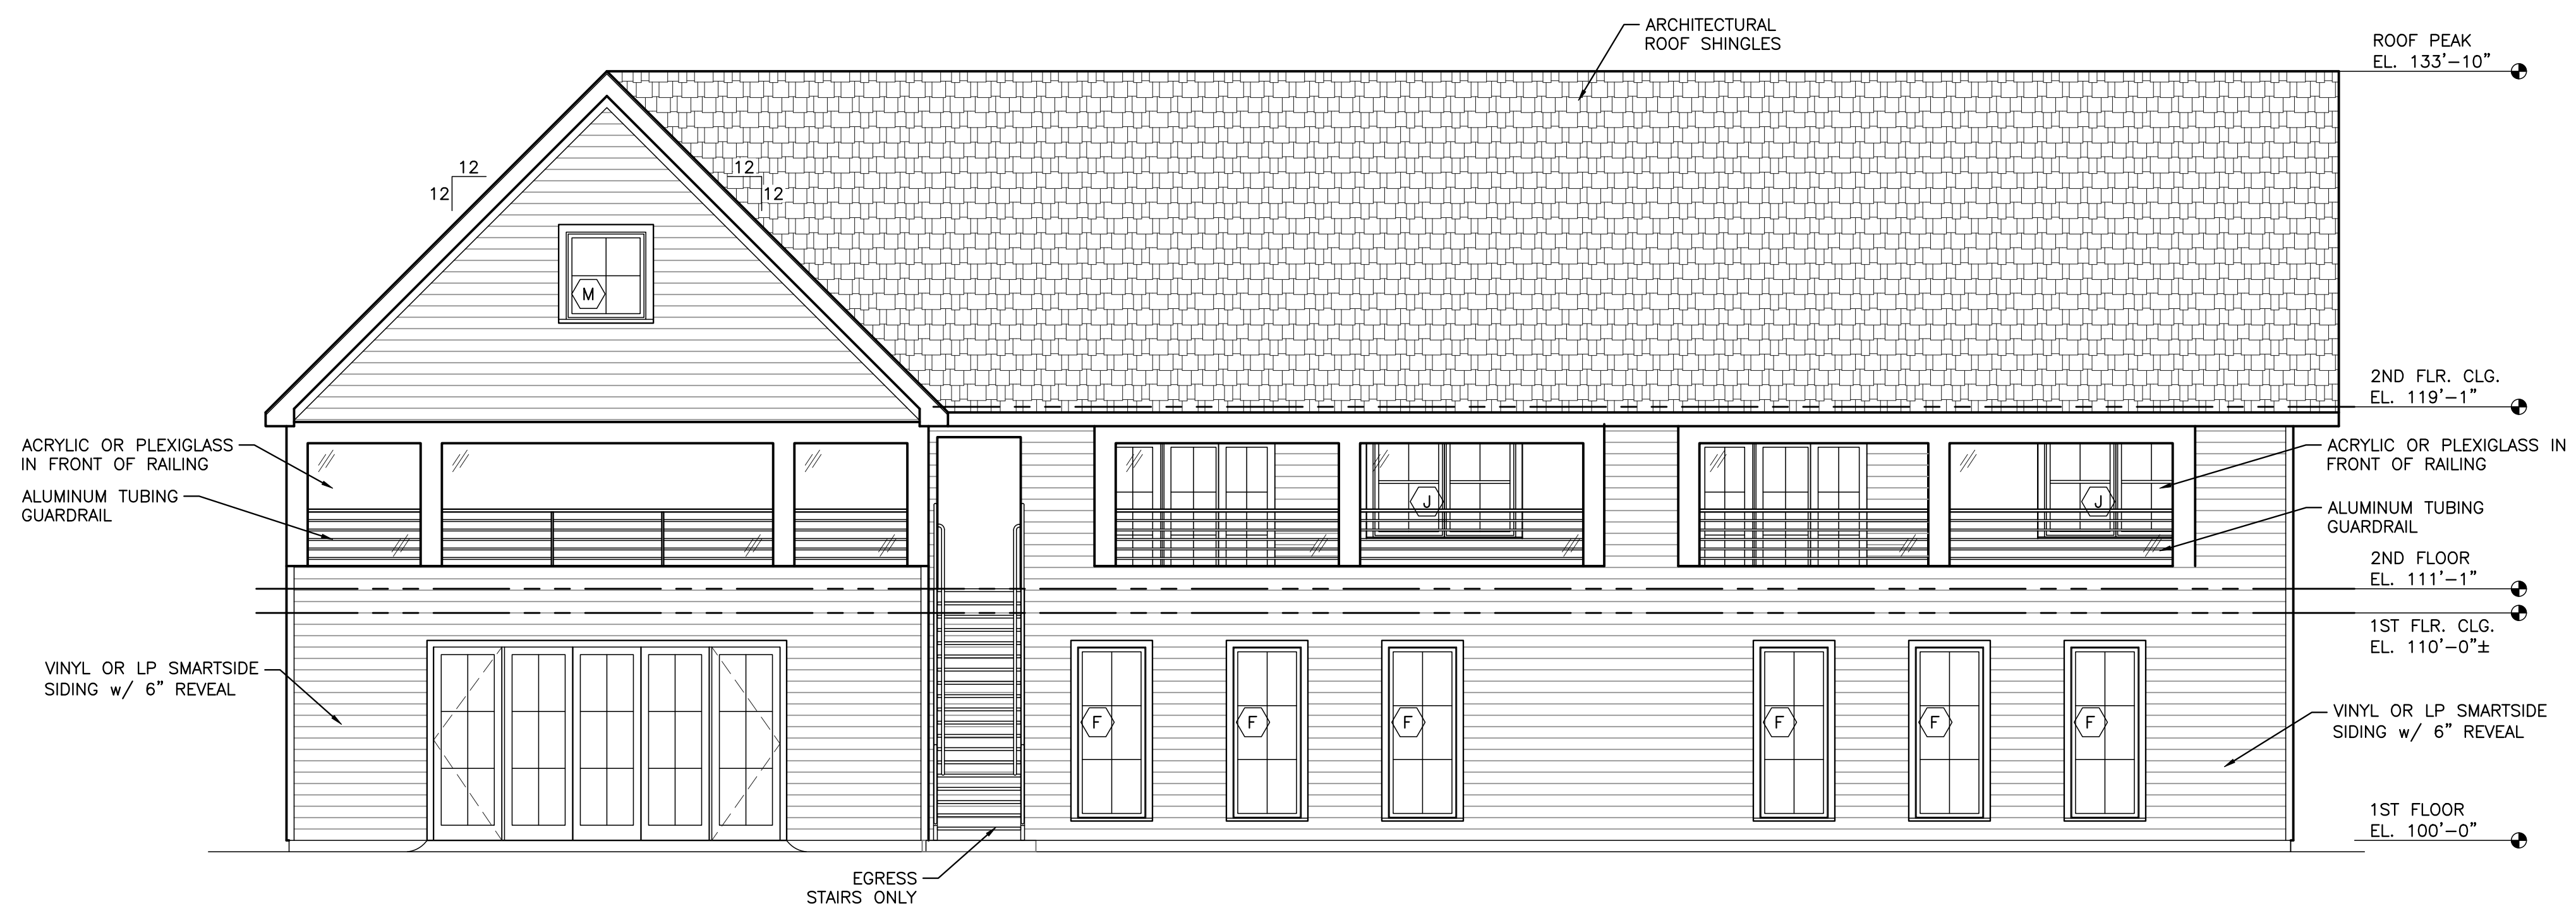 ARCHITECTURAL
ROOF SHINGLES
ROOF PEAK
EL. 133'-10"
12
12
12
12
M
2ND FLR. CLG.
EL. 119'-1"
ACRYLIC OR PLEXIGLASS
IN FRONT OF RAILING
ALUMINUM TUBING
GUARDRAIL
J
J
ACRYLIC OR PLEXIGLASS IN
FRONT OF RAILING
ALUMINUM TUBING
GUARDRAIL
2ND FLOOR
EL. 111'-1"
1ST FLR. CLG.
EL. 110'-0"±
VINYL OR LP SMARTSIDE
SIDING w/ 6" REVEAL
F
F
F
F
F
F
VINYL OR LP SMARTSIDE
SIDING w/ 6" REVEAL
1ST FLOOR
EL. 100'-0"
EGRESS
STAIRS ONLY